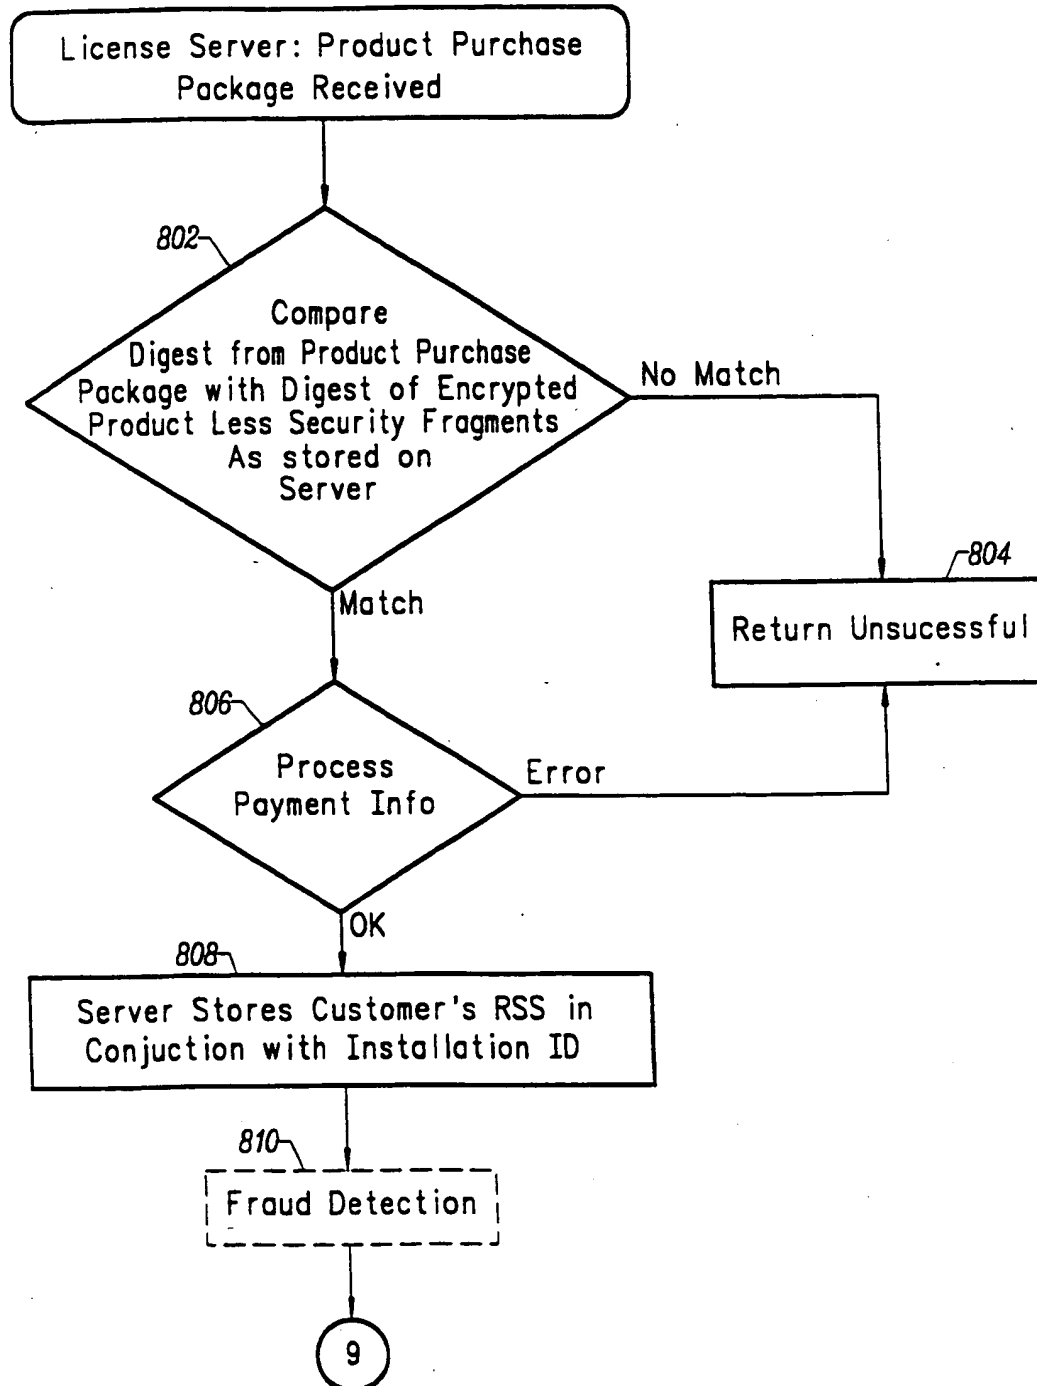 License Server: Product Purchase
Package Received
802
Compare
Digest from Product Purchase
Package with Digest of Encrypted
Product Less Security Fragments
As stored on
Server
No Match
804
Return Unsucessful
Match
806
Process
Payment Info
Error
OK
808
Server Stores Customer's RSS in
Conjuction with Installation ID
810
Fraud Detection
9